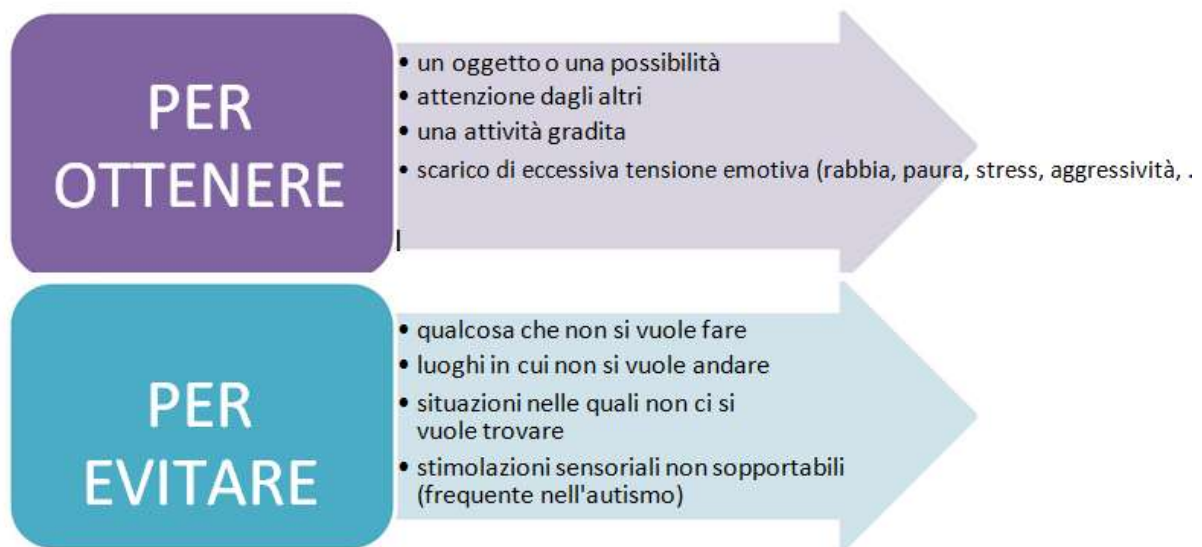 PER
OTTENERE
• un oggetto o una possibilità
• attenzione dagli altri
• una attività gradita
• scarico di eccessiva tensione emotiva (rabbia, paura, stress, aggressività, .
PER
EVITARE
• qualcosa che non si vuole fare
• luoghi in cui non si vuole andare
• situazioni nelle quali non ci si
vuole trovare
• stimolazioni sensoriali non sopportabili
(frequente nell'autismo)